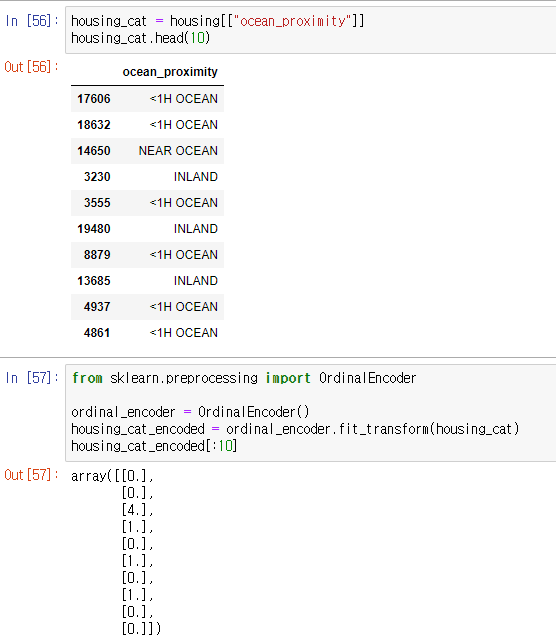 In [56]: housing_cat = housing[["ocean_proximity"]]
housing_cat.head(10)
Out[56]:
ocean_proximity
17606 <1H OCEAN
18632 <1H OCEAN
14650 NEAR OCEAN
3230 INLAND
3555 <1H OCEAN
19480 INLAND
8879 <1H OCEAN
13685 INLAND
4937 <1H OCEAN
4861 <1H OCEAN
In [57]: from sklearn.preprocessing import OrdinalEncoder
ordinal_encoder = OrdinalEncoder()
housing_cat_encoded = ordinal_encoder.fit_transform(housing_cat)
housing_cat_encoded[:10]
Out[57]: array([[0.],
[0.],
[4.],
[1.],
[0.],
[1.],
[0.],
[1.],
[0.],
[0.]])